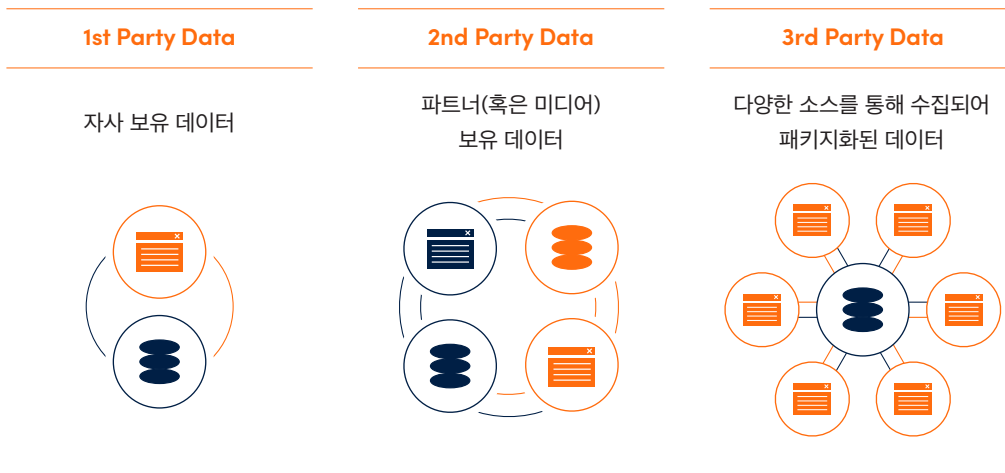 1st Party Data
자사 보유 데이터
2nd Party Data
파트너(혹은 미디어)
보유 데이터
3rd Party Data
다양한 소스를 통해 수집되어
패키지화된 데이터